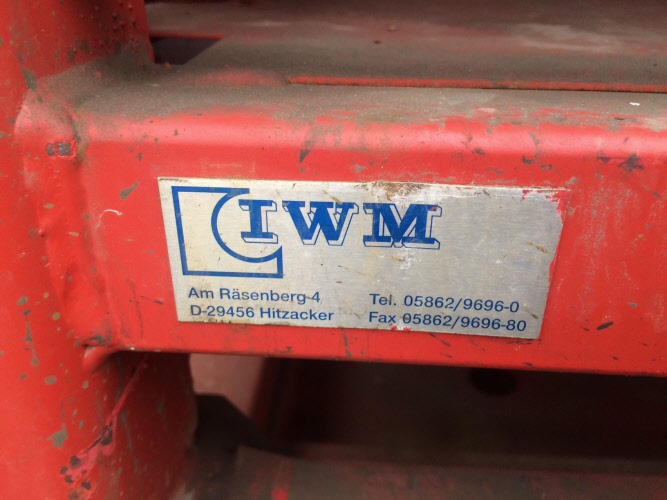 IWM
Am Räsenberg 4
D-29456 Hitzacker
Tel. 05862/9696-0
Fax 05862/9696-80